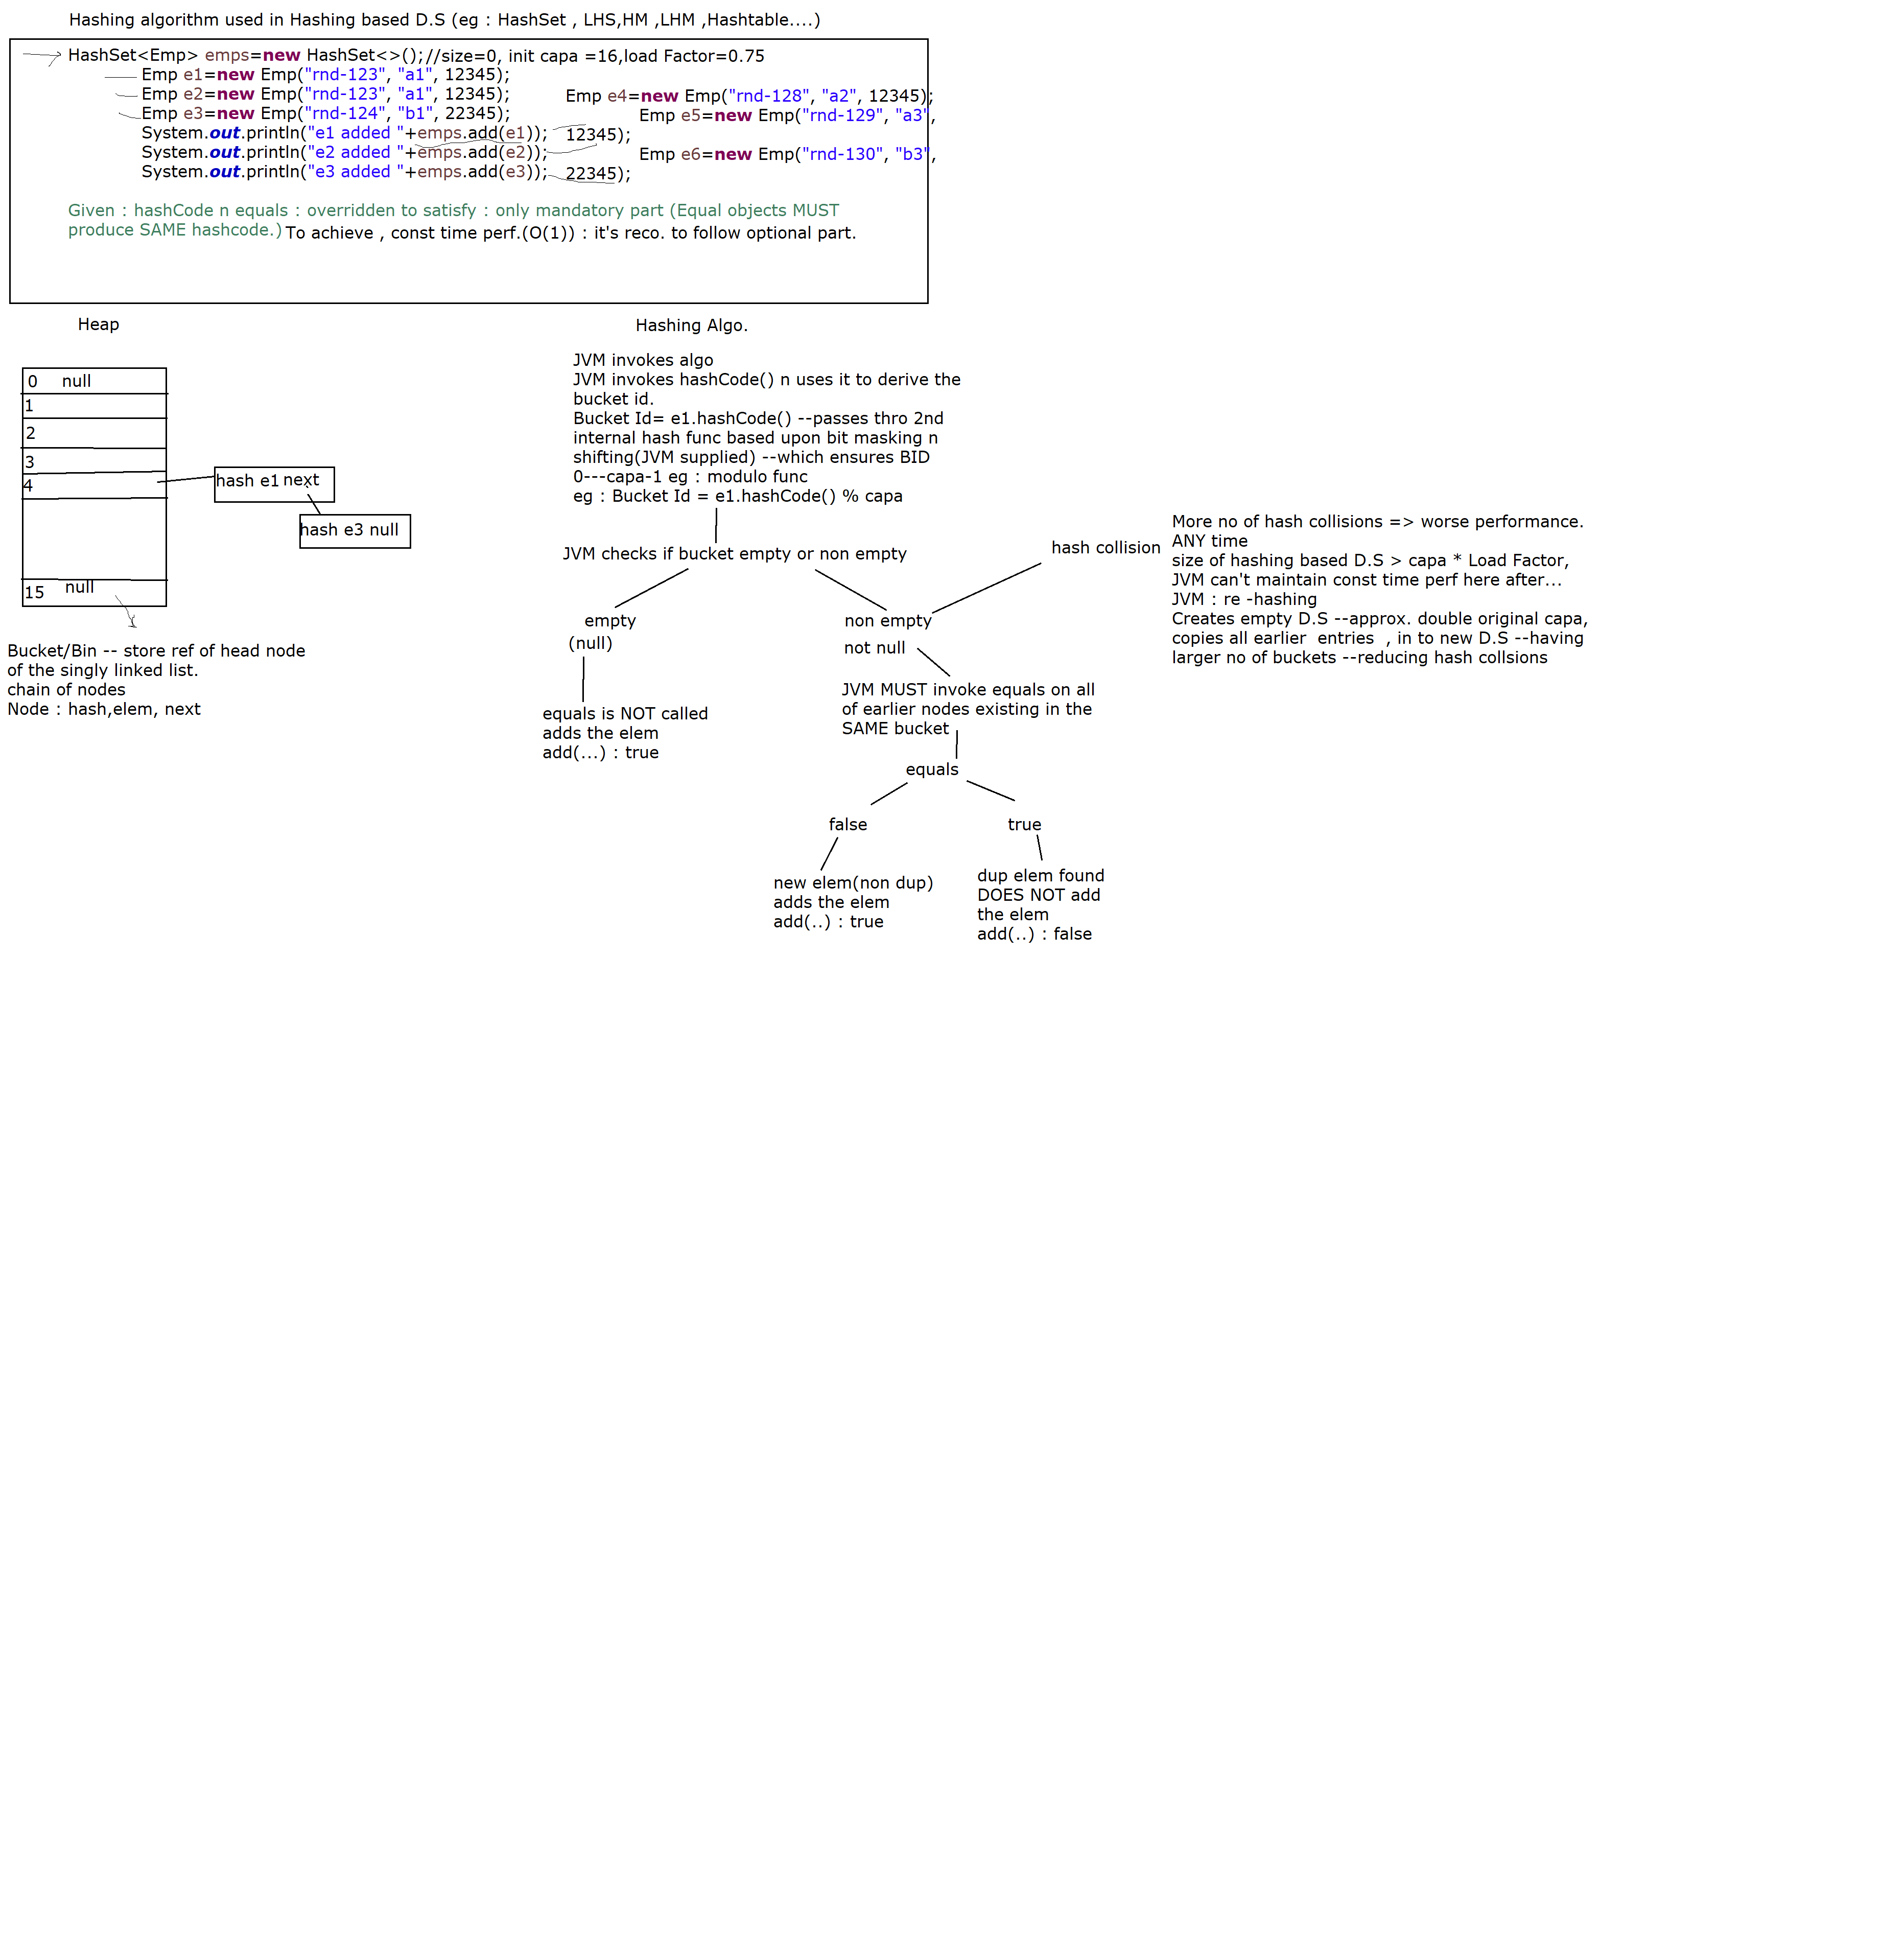 Hashing algorithm used in Hashing based D.S (eg : HashSet , LHS,HM ,LHM ,Hashtable....)
HashSet<Emp> emps=new HashSet<>();//size=0, init capa =16,load Factor=0.75
Emp e1=new Emp("rnd-123", "a1", 12345);
Emp e2=new Emp("rnd-123", "a1", 12345);
Emp e3=new Emp("rnd-124", "b1", 22345);
System.out.println("e1 added "+emps.add(e1));
System.out.println("e2 added "+emps.add(e2));
System.out.println("e3 added "+emps.add(e3));
Emp e4=new Emp("rnd-128", "a2", 12345);
Emp e5=new Emp("rnd-129", "a3",
12345);
Emp e6=new Emp("rnd-130", "b3",
22345);
Given : hashCode n equals : overridden to satisfy : only mandatory part (Equal objects MUST
produce SAME hashcode.) To achieve , const time perf.(O(1)) : it's reco. to follow optional part.
Heap
0 null
1
2
3
4
15 null
hash e1 next
hash e3 null
Bucket/Bin -- store ref of head node
of the singly linked list.
chain of nodes
Node : hash,elem, next
Hashing Algo.
JVM invokes algo
JVM invokes hashCode() n uses it to derive the
bucket id.
Bucket Id= e1.hashCode() --passes thro 2nd
internal hash func based upon bit masking n
shifting(JVM supplied) --which ensures BID
0---capa-1 eg : modulo func
eg : Bucket Id = e1.hashCode() % capa
JVM checks if bucket empty or non empty
empty
(null)
equals is NOT called
adds the elem
add(...) : true
hash collision
non empty
not null
JVM MUST invoke equals on all
of earlier nodes existing in the
SAME bucket
equals
false
new elem(non dup)
adds the elem
add(..) : true
true
dup elem found
DOES NOT add
the elem
add(..) : false
More no of hash collisions => worse performance.
ANY time
size of hashing based D.S > capa * Load Factor,
JVM can't maintain const time perf here after...
JVM : re -hashing
Creates empty D.S --approx. double original capa,
copies all earlier  entries  , in to new D.S --having
larger no of buckets --reducing hash collsions